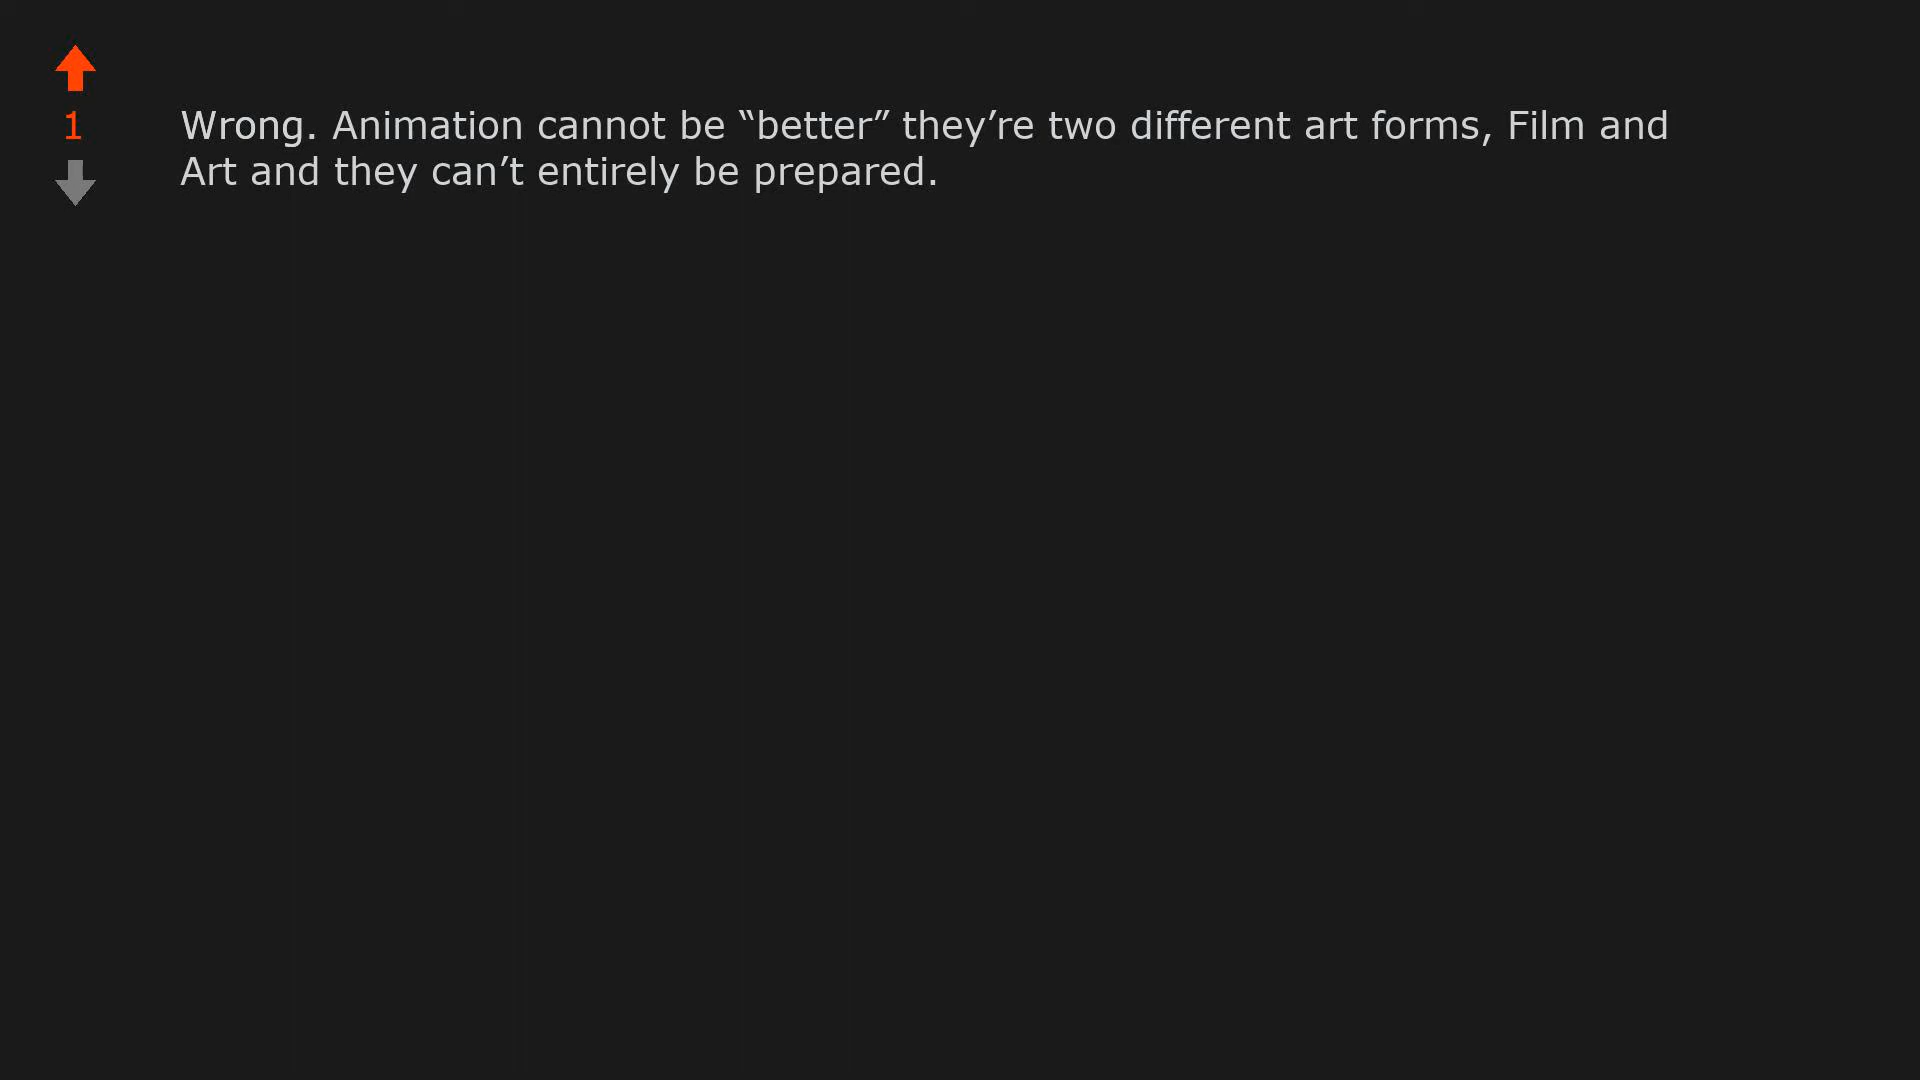 1
Wrong. Animation cannot be “better” they’re two different art forms, Film and
Art and they can’t entirely be prepared.